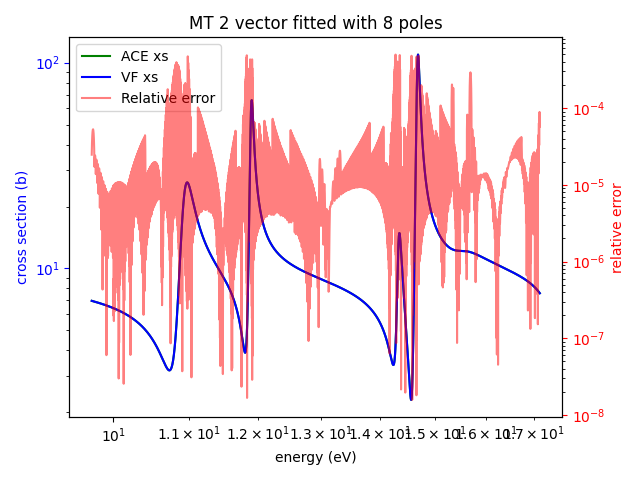 MT 2 vector fitted with 8 poles
ACE xs
VF xs
Relative error
cross section (b)
10²
10¹
relative error
10⁻⁴
10⁻⁵
10⁻⁶
10⁻⁷
10⁻⁸
10¹ 1.1 × 10¹ 1.2 × 10¹ 1.3 × 10¹ 1.4 × 10¹ 1.5 × 10¹ 1.6 × 10¹ 1.7 × 10¹
energy (eV)